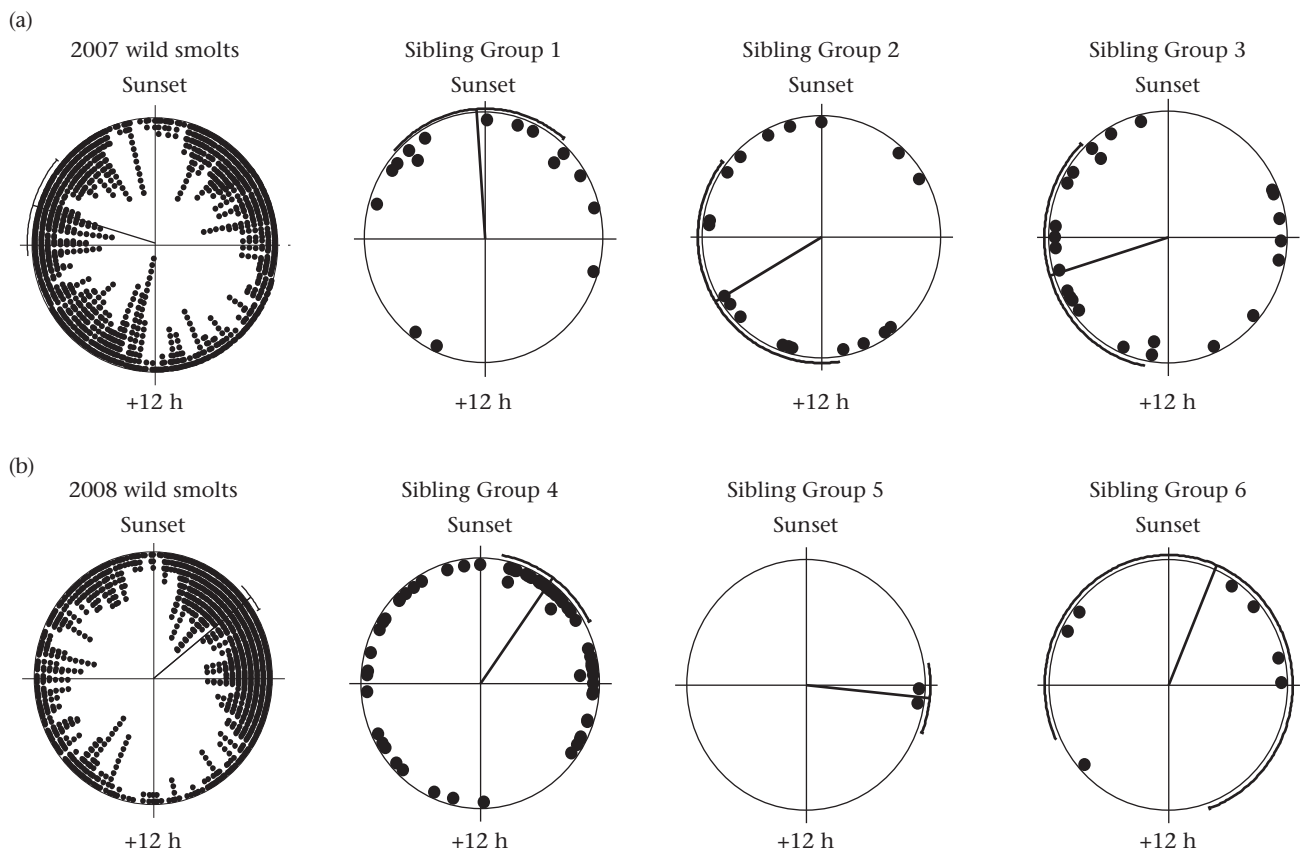 (a)
2007 wild smolts
Sunset
+12 h
Sibling Group 1
Sunset
+12 h
Sibling Group 2
Sunset
+12 h
Sibling Group 3
Sunset
+12 h
(b)
2008 wild smolts
Sunset
+12 h
Sibling Group 4
Sunset
+12 h
Sibling Group 5
Sunset
+12 h
Sibling Group 6
Sunset
+12 h